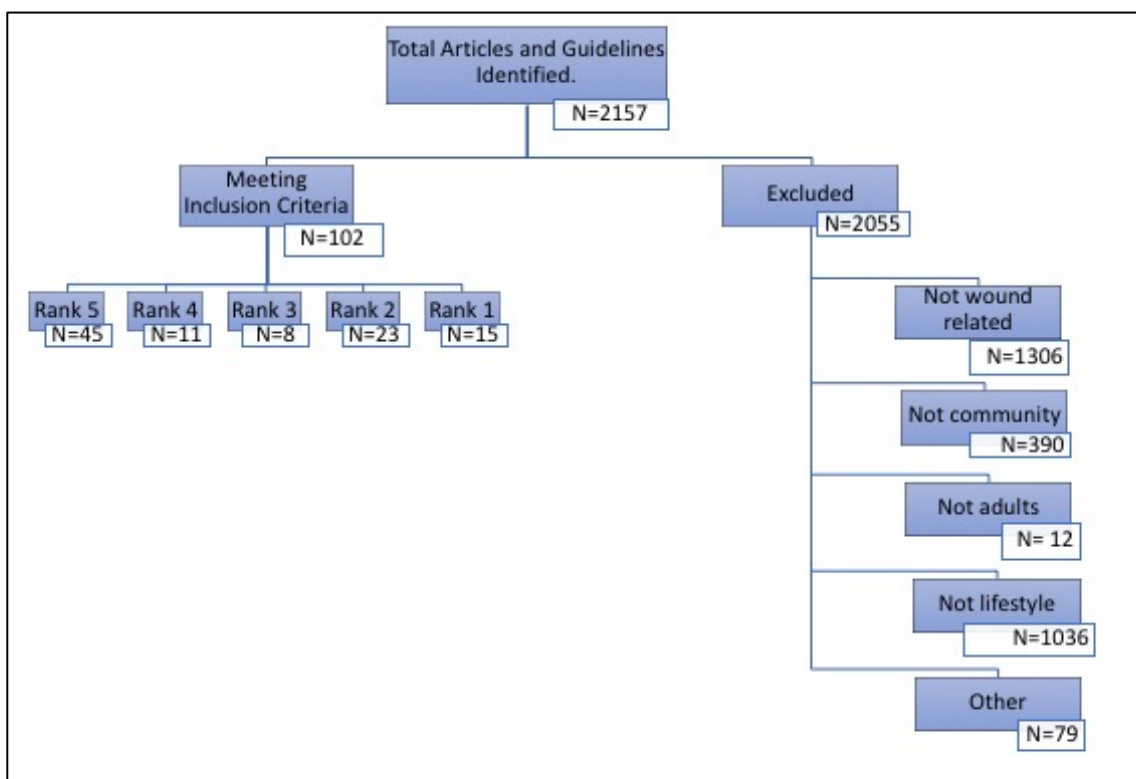 Total Articles and Guidelines
Identified.
N=2157
Meeting
Inclusion Criteria
N=102
Excluded
N=2055
Rank 5
N=45
Rank 4
N=11
Rank 3
N=8
Rank 2
N=23
Rank 1
N=15
Not wound
related
N=1306
Not community
N=390
Not adults
N= 12
Not lifestyle
N=1036
Other
N=79